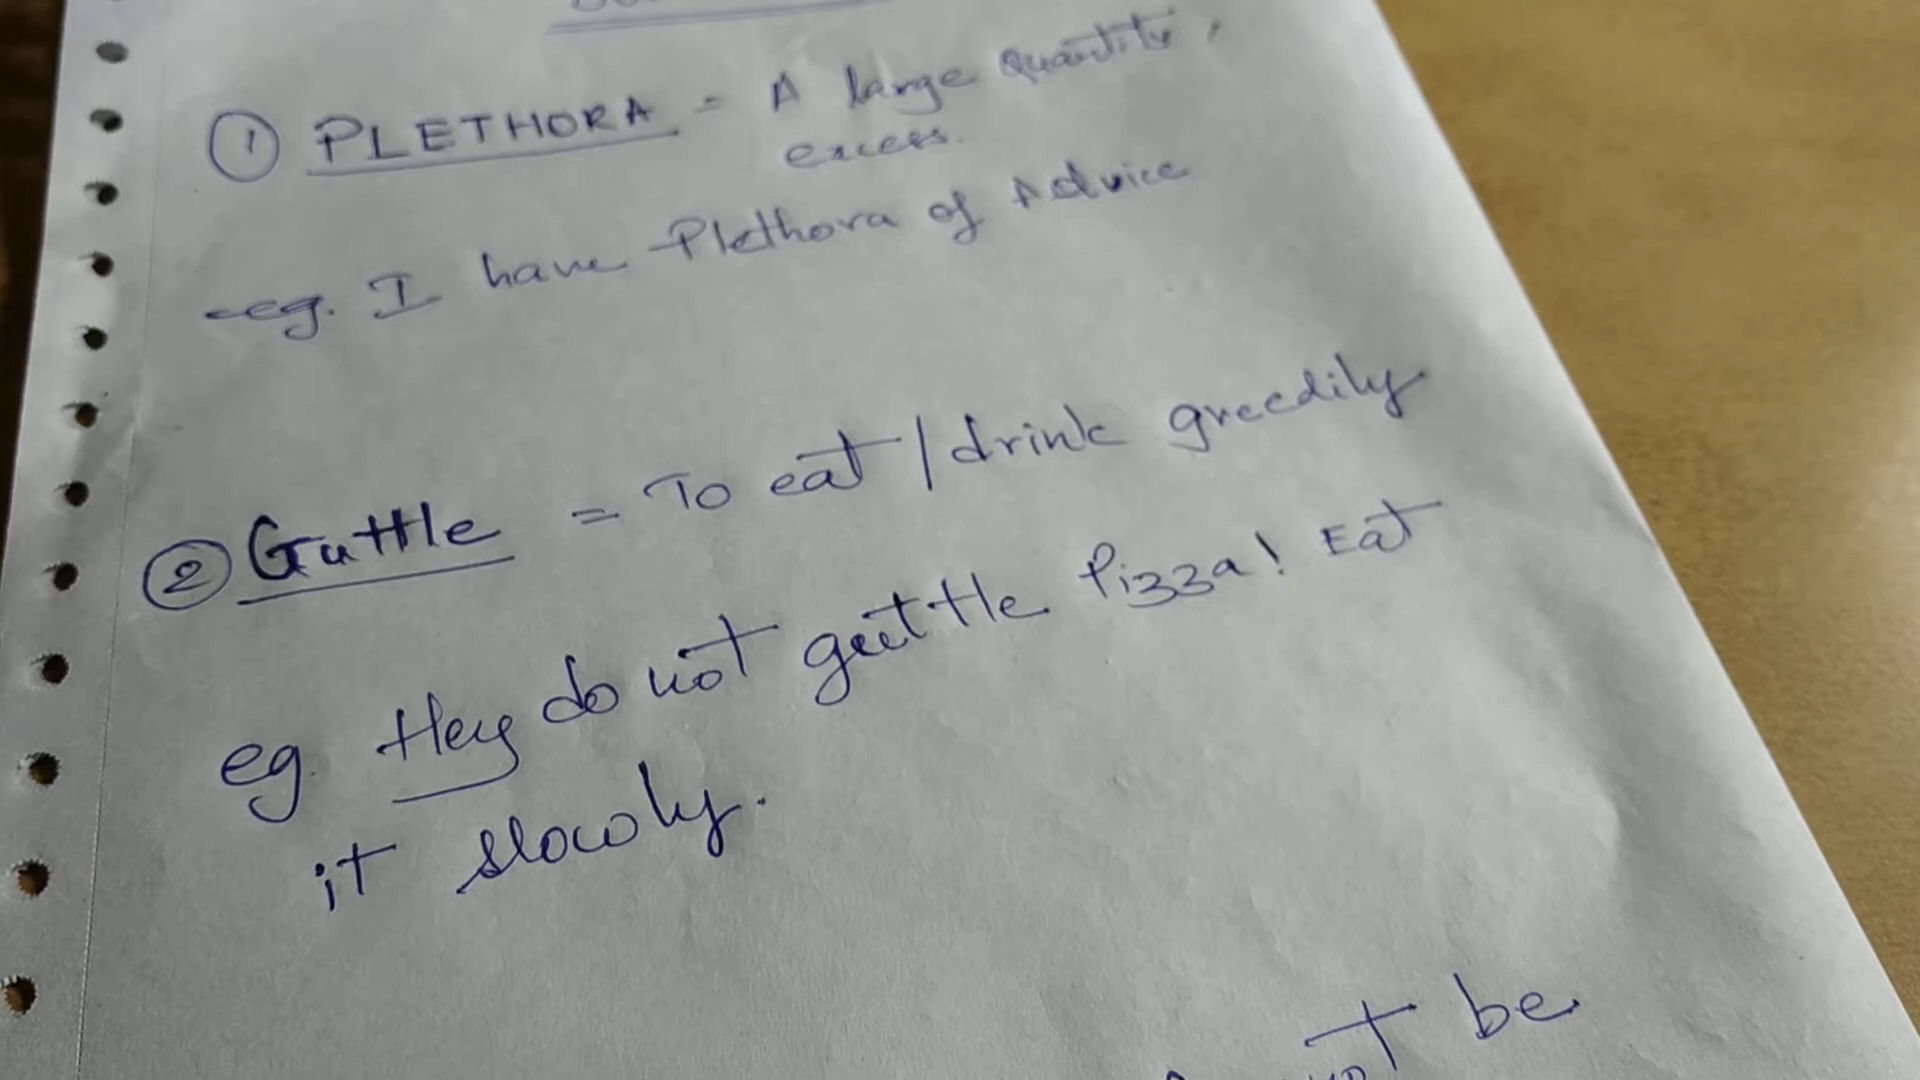 ① PLETHORA = A large quantity,
excess.
eg. I have Plethora of Advice
② Guttle = To eat / drink greedily
eg. Hey do not guttle Pizza! Eat
it slowly.
not be